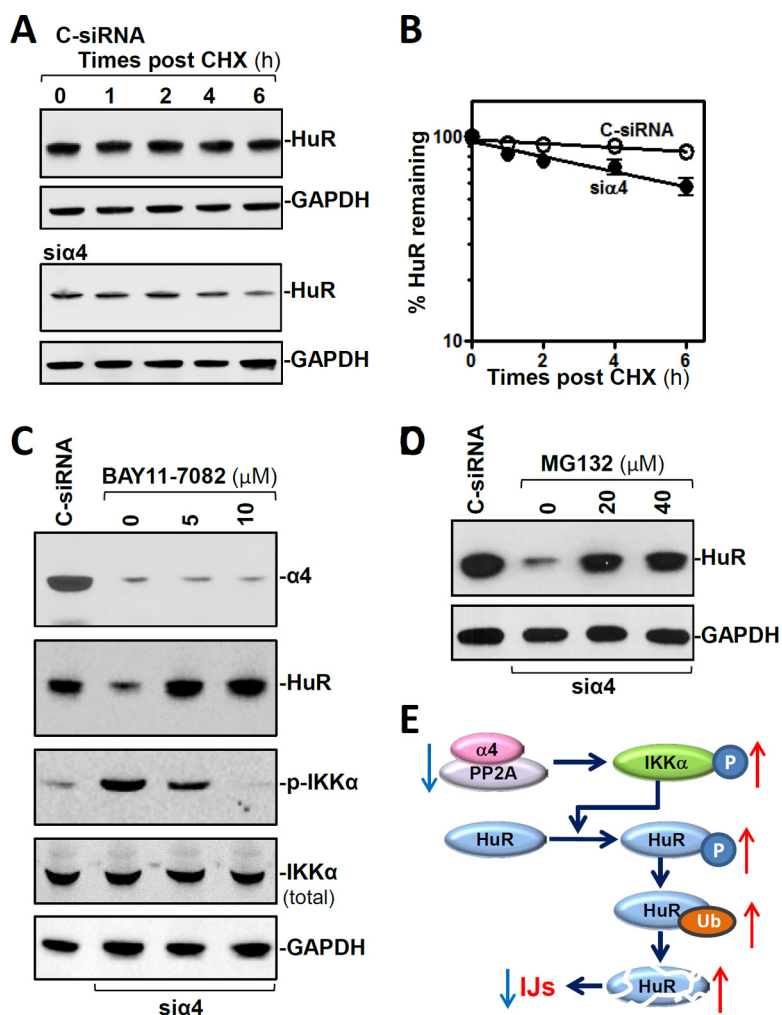 A
C-siRNA
Times post CHX (h)
0 1 2 4 6
-HuR
-GAPDH
siα4
-HuR
-GAPDH
B
100
10
% HuR remaining
C-siRNA
siα4
0 2 4 6
Times post CHX (h)
C
C-siRNA
BAY11-7082 (μM)
0 5 10
-α4
-HuR
-p-IKKα
-IKKα
(total)
-GAPDH
siα4
D
C-siRNA
MG132 (μM)
0 20 40
-HuR
-GAPDH
siα4
E
α4
PP2A
IKKα P
HuR
HuR P
HuR Ub
IJs
HuR